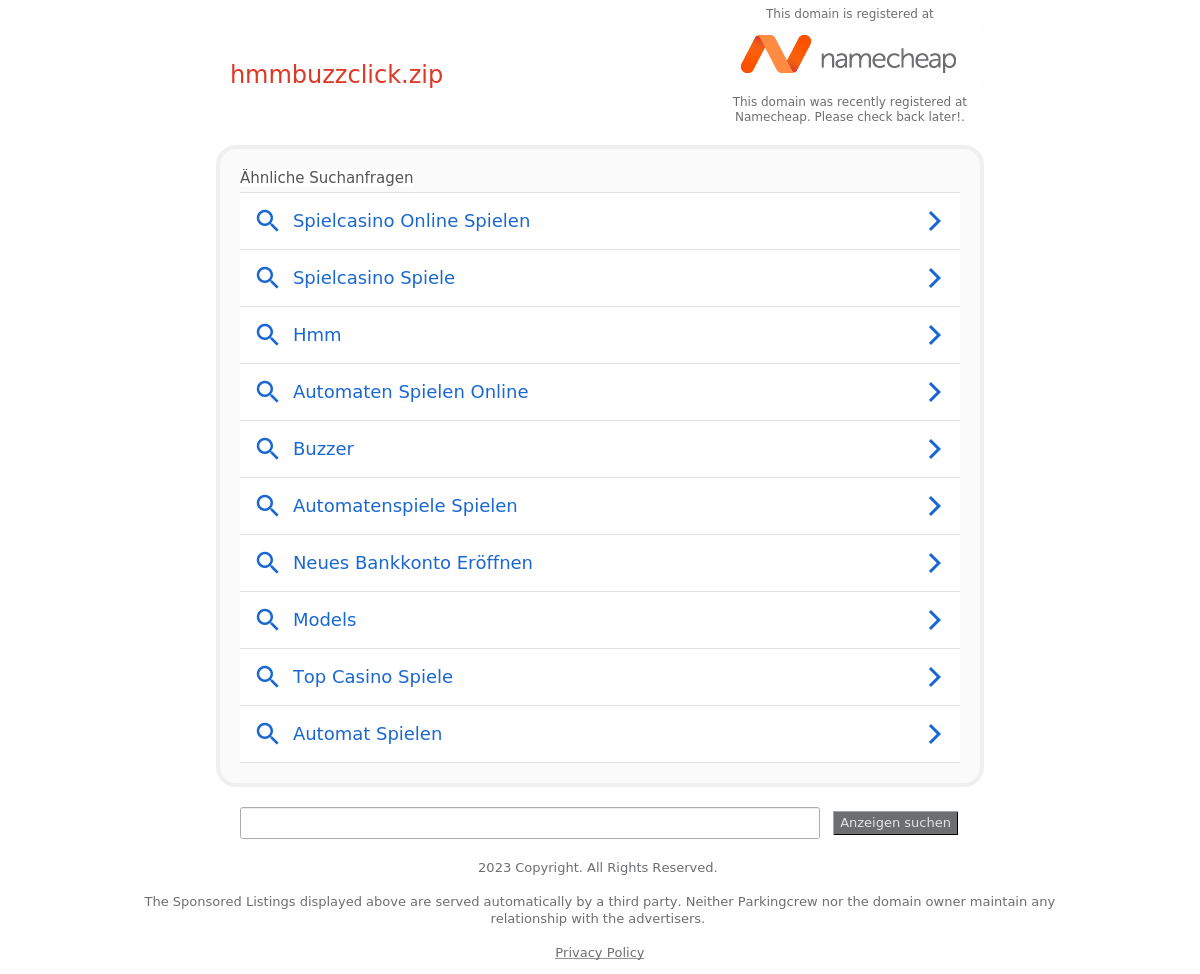 This domain is registered at
namecheap
hmmbuzzclick.zip
This domain was recently registered at
Namecheap. Please check back later!.
Ähnliche Suchanfragen
Spielcasino Online Spielen
Spielcasino Spiele
Hmm
Automaten Spielen Online
Buzzer
Automatenspiele Spielen
Neues Bankkonto Eröffnen
Models
Top Casino Spiele
Automat Spielen
Anzeigen suchen
2023 Copyright. All Rights Reserved.
The Sponsored Listings displayed above are served automatically by a third party. Neither Parkingcrew nor the domain owner maintain any
relationship with the advertisers.
Privacy Policy